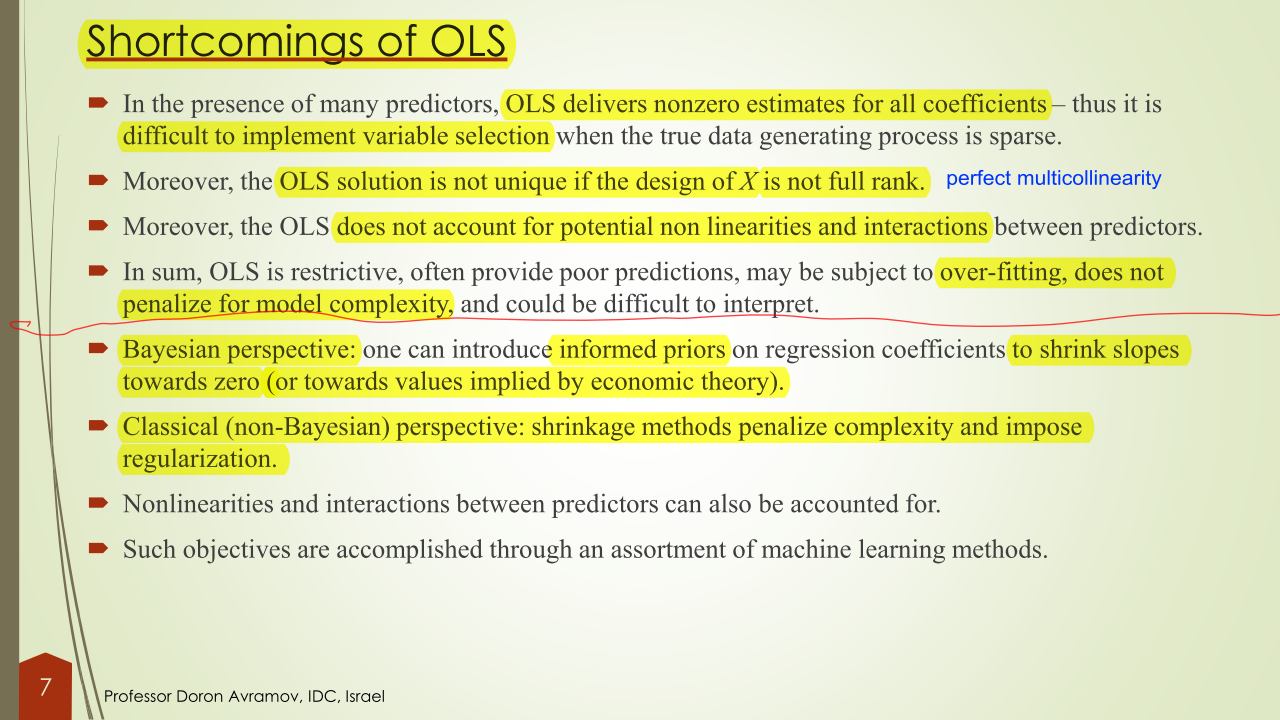 Shortcomings of OLS
In the presence of many predictors, OLS delivers nonzero estimates for all coefficients – thus it is
difficult to implement variable selection when the true data generating process is sparse.
Moreover, the OLS solution is not unique if the design of X is not full rank. perfect multicollinearity
Moreover, the OLS does not account for potential non linearities and interactions between predictors.
In sum, OLS is restrictive, often provide poor predictions, may be subject to over-fitting, does not
penalize for model complexity, and could be difficult to interpret.
Bayesian perspective: one can introduce informed priors on regression coefficients to shrink slopes
towards zero (or towards values implied by economic theory).
Classical (non-Bayesian) perspective: shrinkage methods penalize complexity and impose
regularization.
Nonlinearities and interactions between predictors can also be accounted for.
Such objectives are accomplished through an assortment of machine learning methods.
7
Professor Doron Avramov, IDC, Israel